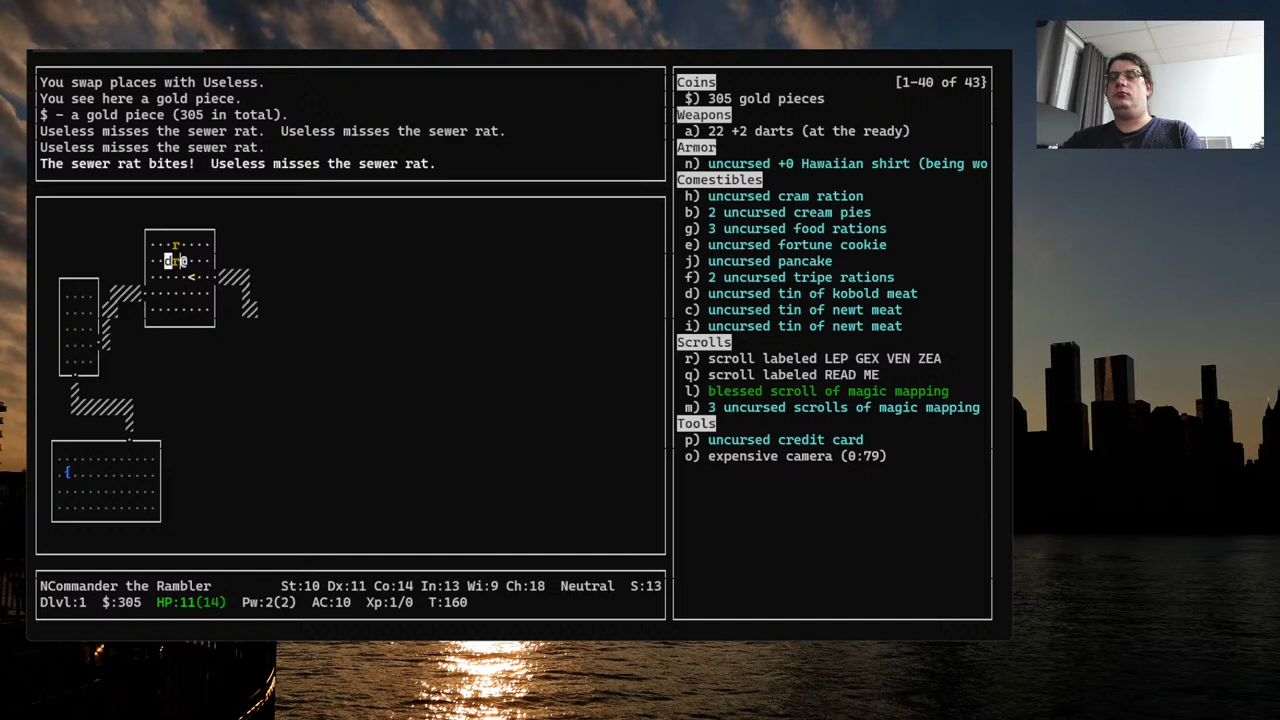 You swap places with Useless.
You see here a gold piece.
$ - a gold piece (305 in total).
Useless misses the sewer rat.  Useless misses the sewer rat.
Useless misses the sewer rat.
The sewer rat bites!  Useless misses the sewer rat.
. . . r . . . .
. . d r @ . . .
. . . . . < . .
. . . . . . . .
. . . . . . . .
{
NCommander the Rambler St:10 Dx:11 Co:14 In:13 Wi:9 Ch:18 Neutral S:13
Dlvl:1 $:305 HP:11(14) Pw:2(2) AC:10 Xp:1/0 T:160
Coins [1-40 of 43}
$) 305 gold pieces
Weapons
a) 22 +2 darts (at the ready)
Armor
n) uncursed +0 Hawaiian shirt (being wo
Comestibles
h) uncursed cram ration
b) 2 uncursed cream pies
g) 3 uncursed food rations
e) uncursed fortune cookie
j) uncursed pancake
f) 2 uncursed tripe rations
d) uncursed tin of kobold meat
c) uncursed tin of newt meat
i) uncursed tin of newt meat
Scrolls
r) scroll labeled LEP GEX VEN ZEA
q) scroll labeled READ ME
l) blessed scroll of magic mapping
m) 3 uncursed scrolls of magic mapping
Tools
p) uncursed credit card
o) expensive camera (0:79)